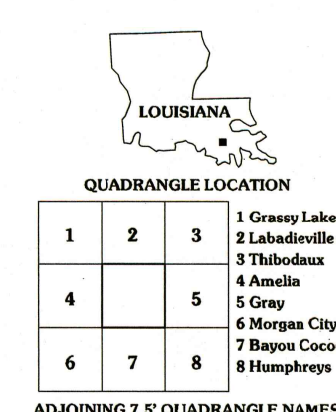 LOUISIANA
QUADRANGLE LOCATION
1 2 3
4 5
6 7 8
1 Grassy Lake
2 Labadieville
3 Thibodaux
4 Amelia
5 Gray
6 Morgan City
7 Bayou Coco
8 Humphreys
ADJOINING 7.5' QUADRANGLE NAMES